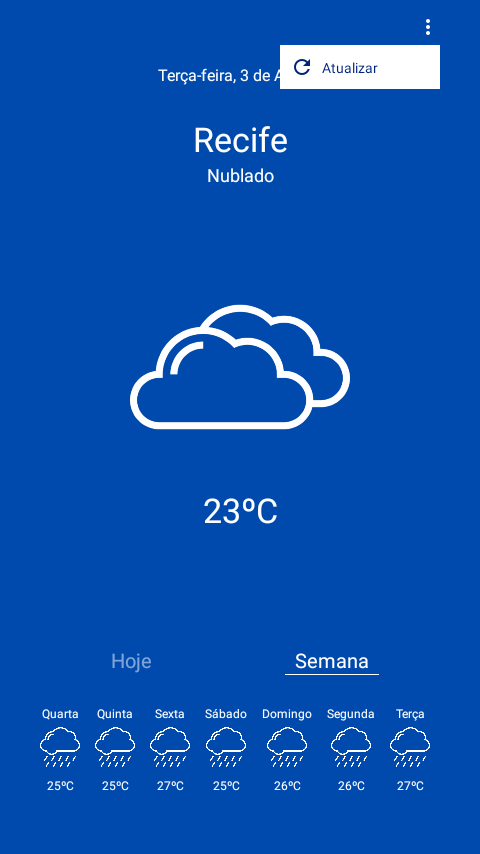 Terça-feira, 3 de
Atualizar
Recife
Nublado
23ºC
Hoje Semana
Quarta Quinta Sexta Sábado Domingo Segunda Terça
25ºC 25ºC 27ºC 25ºC 26ºC 26ºC 27ºC